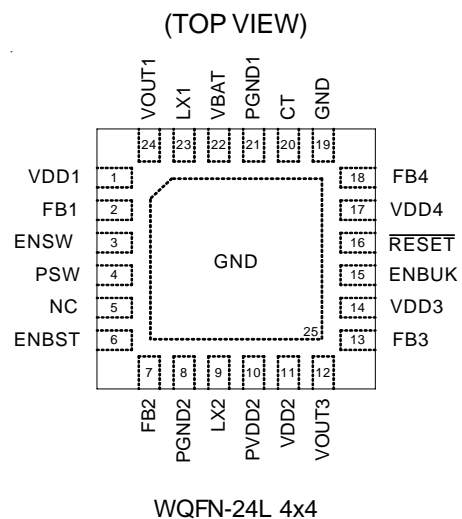 (TOP VIEW)
VOUT1
LX1
VBAT
PGND1
CT
GND
24
23
22
21
20
19
VDD1 1
FB1 2
ENSW 3
PSW 4
NC 5
ENBST 6
GND
25
18 FB4
17 VDD4
16 RESET
15 ENBUK
14 VDD3
13 FB3
7
8
9
10
11
12
FB2
PGND2
LX2
PVDD2
VDD2
VOUT3
WQFN-24L 4x4